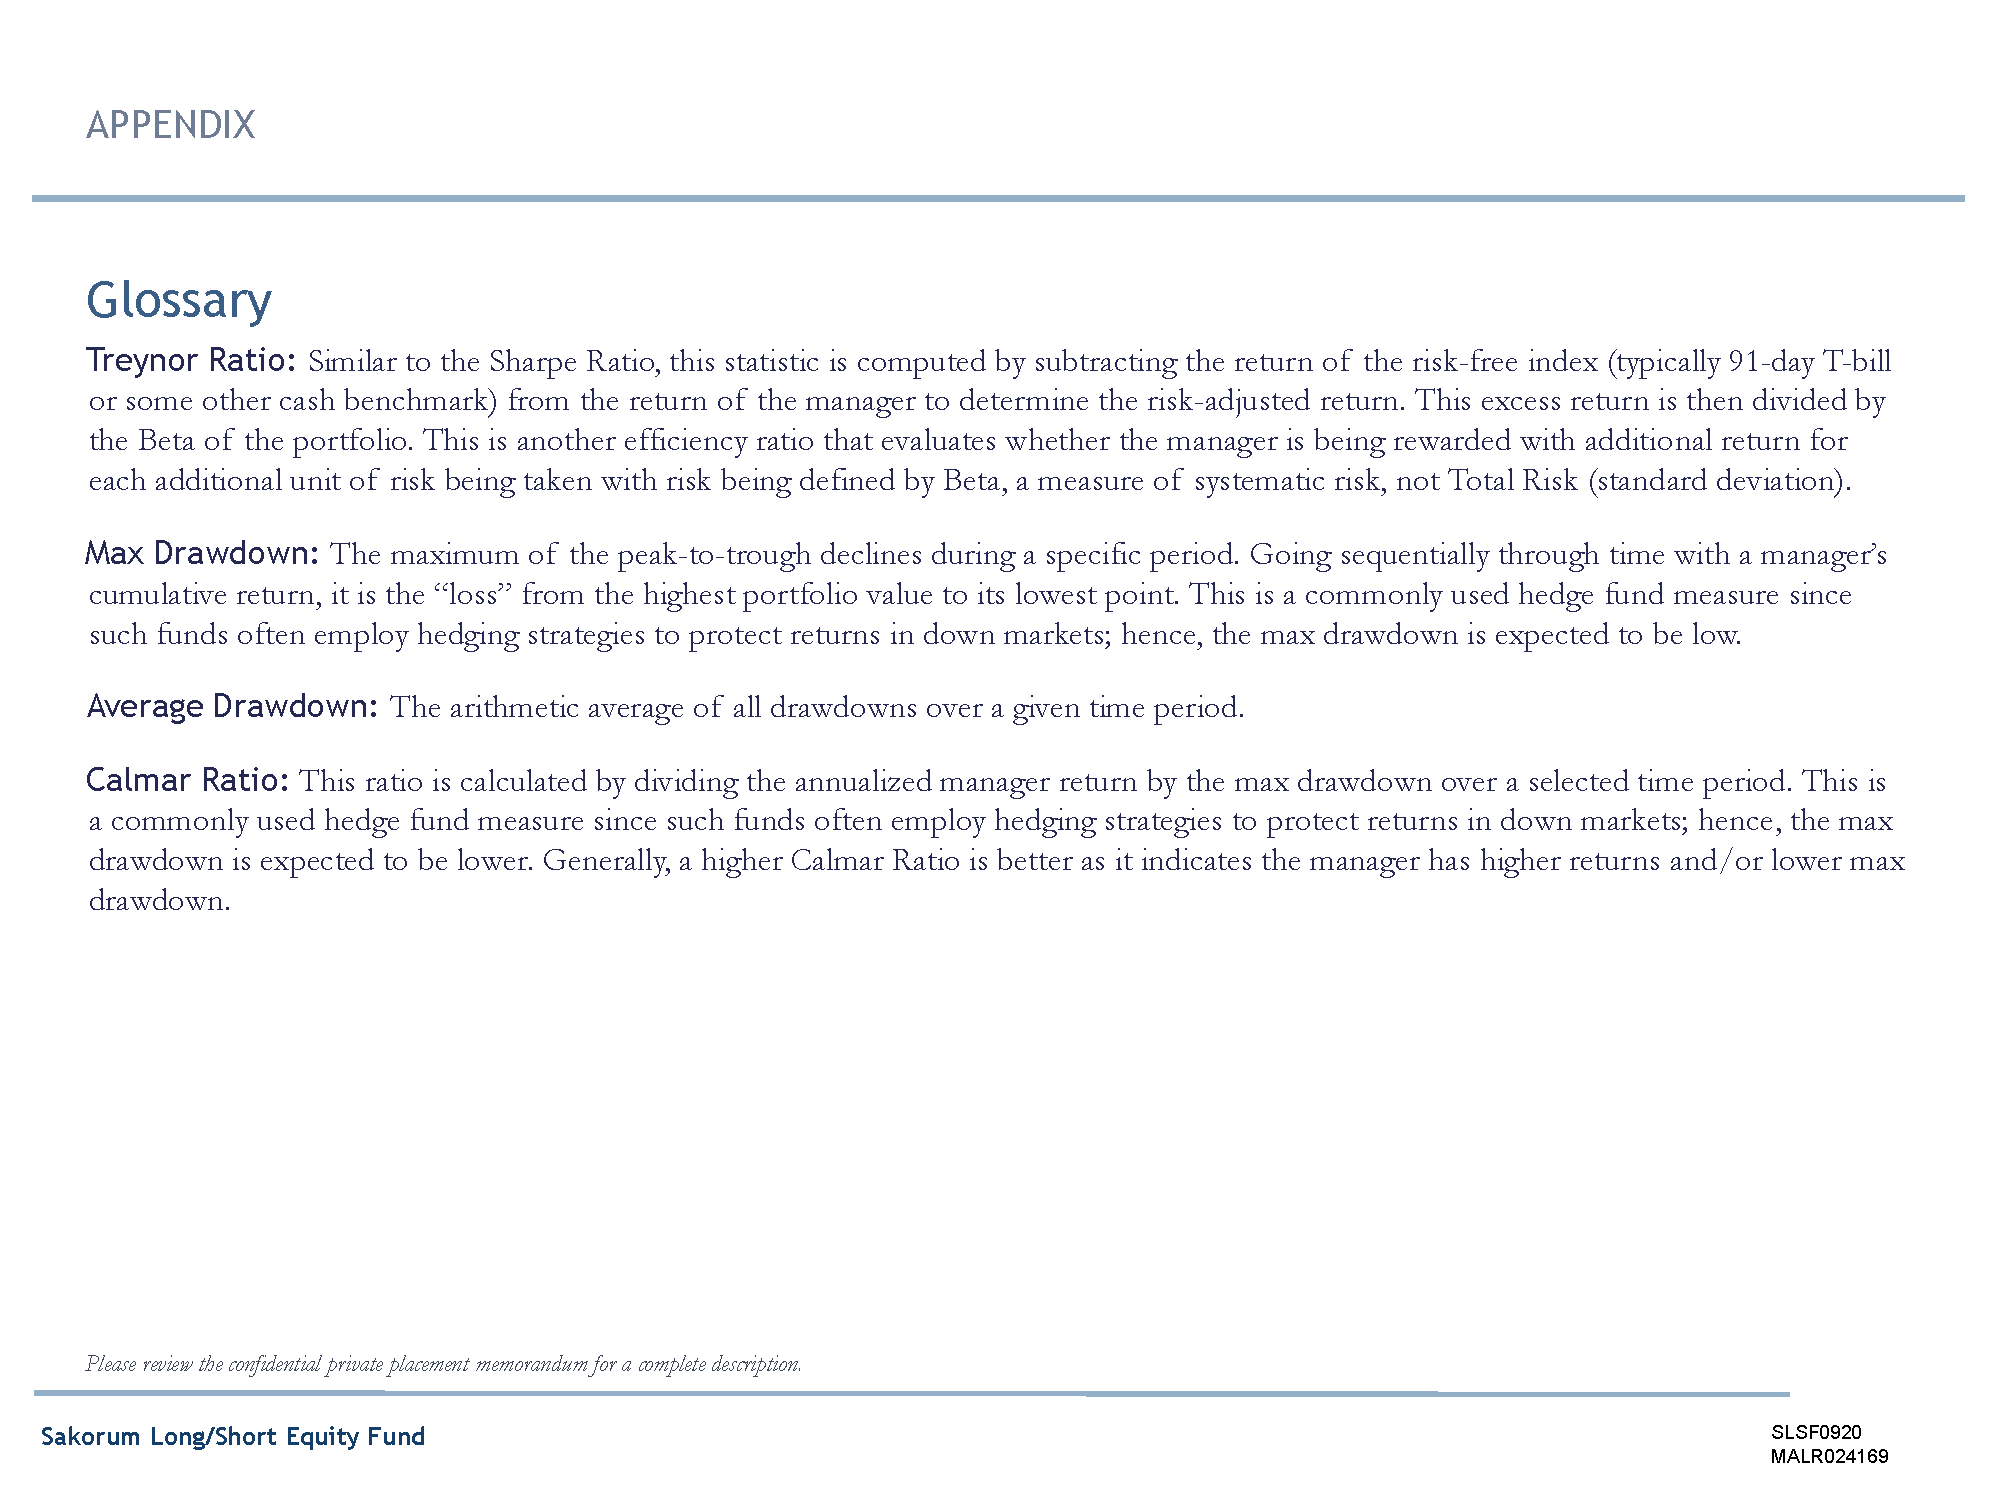 APPENDIX
Glossary
Treynor Ratio: Similar to the Sharpe Ratio, this statistic is computed by subtracting the return of the risk-free index (typically 91-day T-bill
or some other cash benchmark) from the return of the manager to determine the risk-adjusted return. This excess return is then divided by
the Beta of the portfolio. This is another efficiency ratio that evaluates whether the manager is being rewarded with additional return for
each additional unit of risk being taken with risk being defined by Beta, a measure of systematic risk, not Total Risk (standard deviation).
Max Drawdown: The maximum of the peak-to-trough declines during a specific period. Going sequentially through time with a manager’s
cumulative return, it is the “loss” from the highest portfolio value to its lowest point. This is a commonly used hedge fund measure since
such funds often employ hedging strategies to protect returns in down markets; hence, the max drawdown is expected to be low.
Average Drawdown: The arithmetic average of all drawdowns over a given time period.
Calmar Ratio: This ratio is calculated by dividing the annualized manager return by the max drawdown over a selected time period. This is
a commonly used hedge fund measure since such funds often employ hedging strategies to protect returns in down markets; hence, the max
drawdown is expected to be lower. Generally, a higher Calmar Ratio is better as it indicates the manager has higher returns and/or lower max
drawdown.
Please review the confidential private placement memorandum for a complete description.
Sakorum Long/Short Equity Fund
SLSF0920
MALR024169